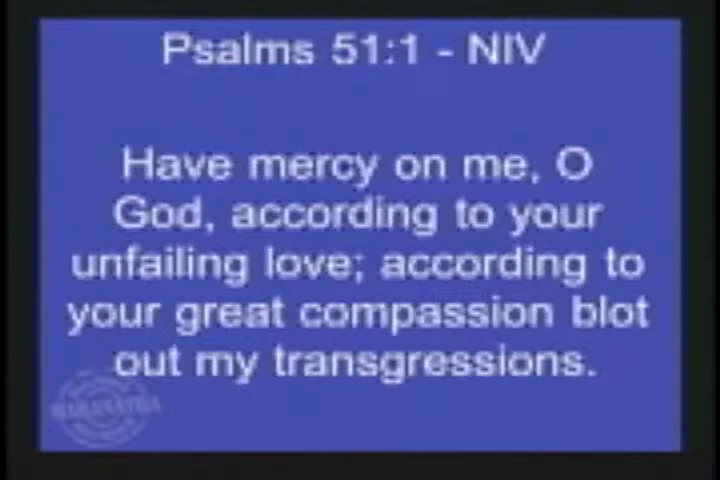 Psalms 51:1 - NIV
Have mercy on me, O
God, according to your
unfailing love; according to
your great compassion blot
out my transgressions.